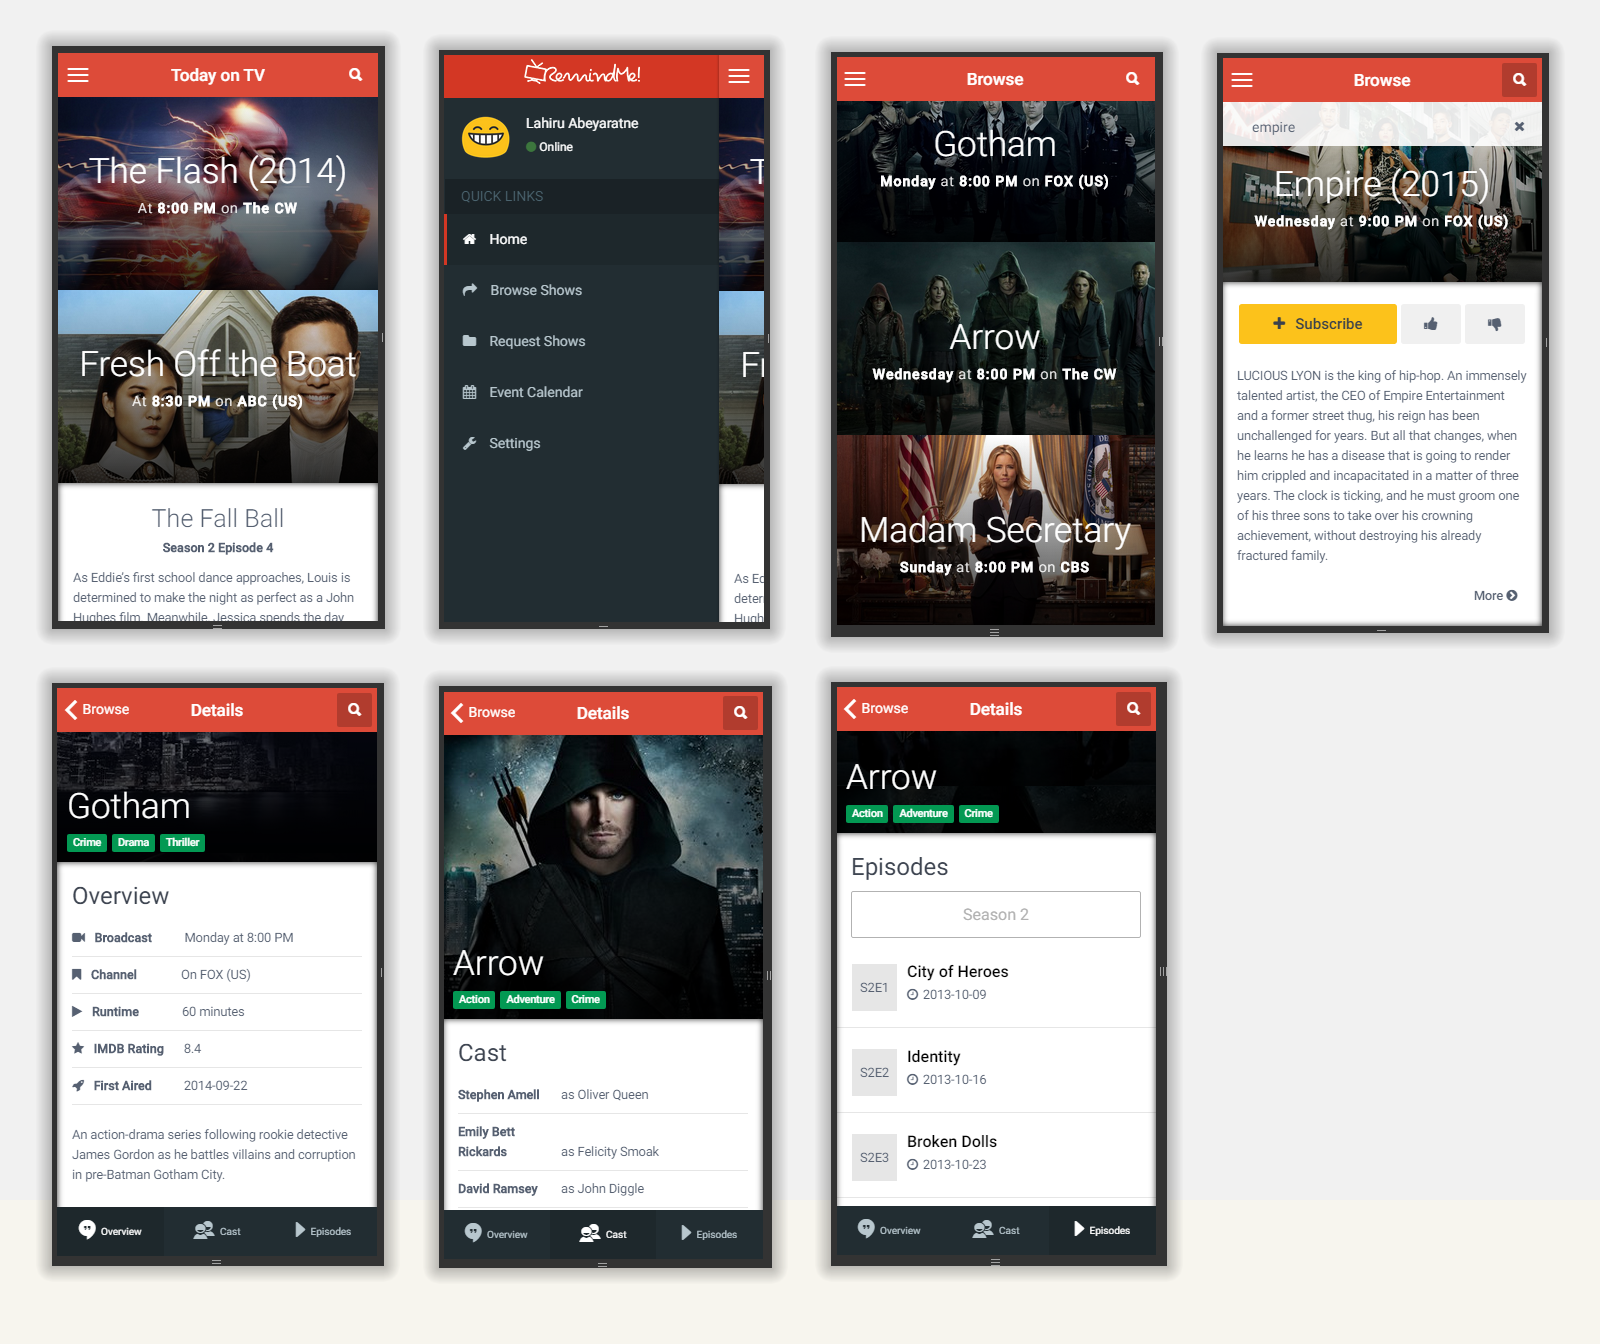 Today on TV
The Flash (2014)
At 8:00 PM on The CW
Fresh Off the Boat
At 8:30 PM on ABC (US)
The Fall Ball
Season 2 Episode 4
As Eddie's first school dance approaches, Louis is
determined to make the night as perfect as a John
Hughes film. Meanwhile, Jessica spends the day
RemindMe!
Lahiru Abeyaratne
Online
QUICK LINKS
Home
Browse Shows
Request Shows
Event Calendar
Settings
T
Fr
As Ec
deter
Hugh
Browse
Gotham
Monday at 8:00 PM on FOX (US)
Arrow
Wednesday at 8:00 PM on The CW
Madam Secretary
Sunday at 8:00 PM on CBS
Browse
empire
Empire (2015)
Wednesday at 9:00 PM on FOX (US)
Subscribe
LUCIOUS LYON is the king of hip-hop. An immensely
talented artist, the CEO of Empire Entertainment
and a former street thug, his reign has been
unchallenged for years. But all that changes, when
he learns he has a disease that is going to render
him crippled and incapacitated in a matter of three
years. The clock is ticking, and he must groom one
of his three sons to take over his crowning
achievement, without destroying his already
fractured family.
More
Browse
Details
Gotham
Crime Drama Thriller
Overview
Broadcast Monday at 8:00 PM
Channel On FOX (US)
Runtime 60 minutes
IMDB Rating 8.4
First Aired 2014-09-22
An action-drama series following rookie detective
James Gordon as he battles villains and corruption
in pre-Batman Gotham City.
Overview Cast Episodes
Browse
Details
Arrow
Action Adventure Crime
Cast
Stephen Amell as Oliver Queen
Emily Bett
Rickards as Felicity Smoak
David Ramsey as John Diggle
Overview Cast Episodes
Browse
Details
Arrow
Action Adventure Crime
Episodes
Season 2
S2E1
City of Heroes
2013-10-09
S2E2
Identity
2013-10-16
S2E3
Broken Dolls
2013-10-23
Overview Cast Episodes